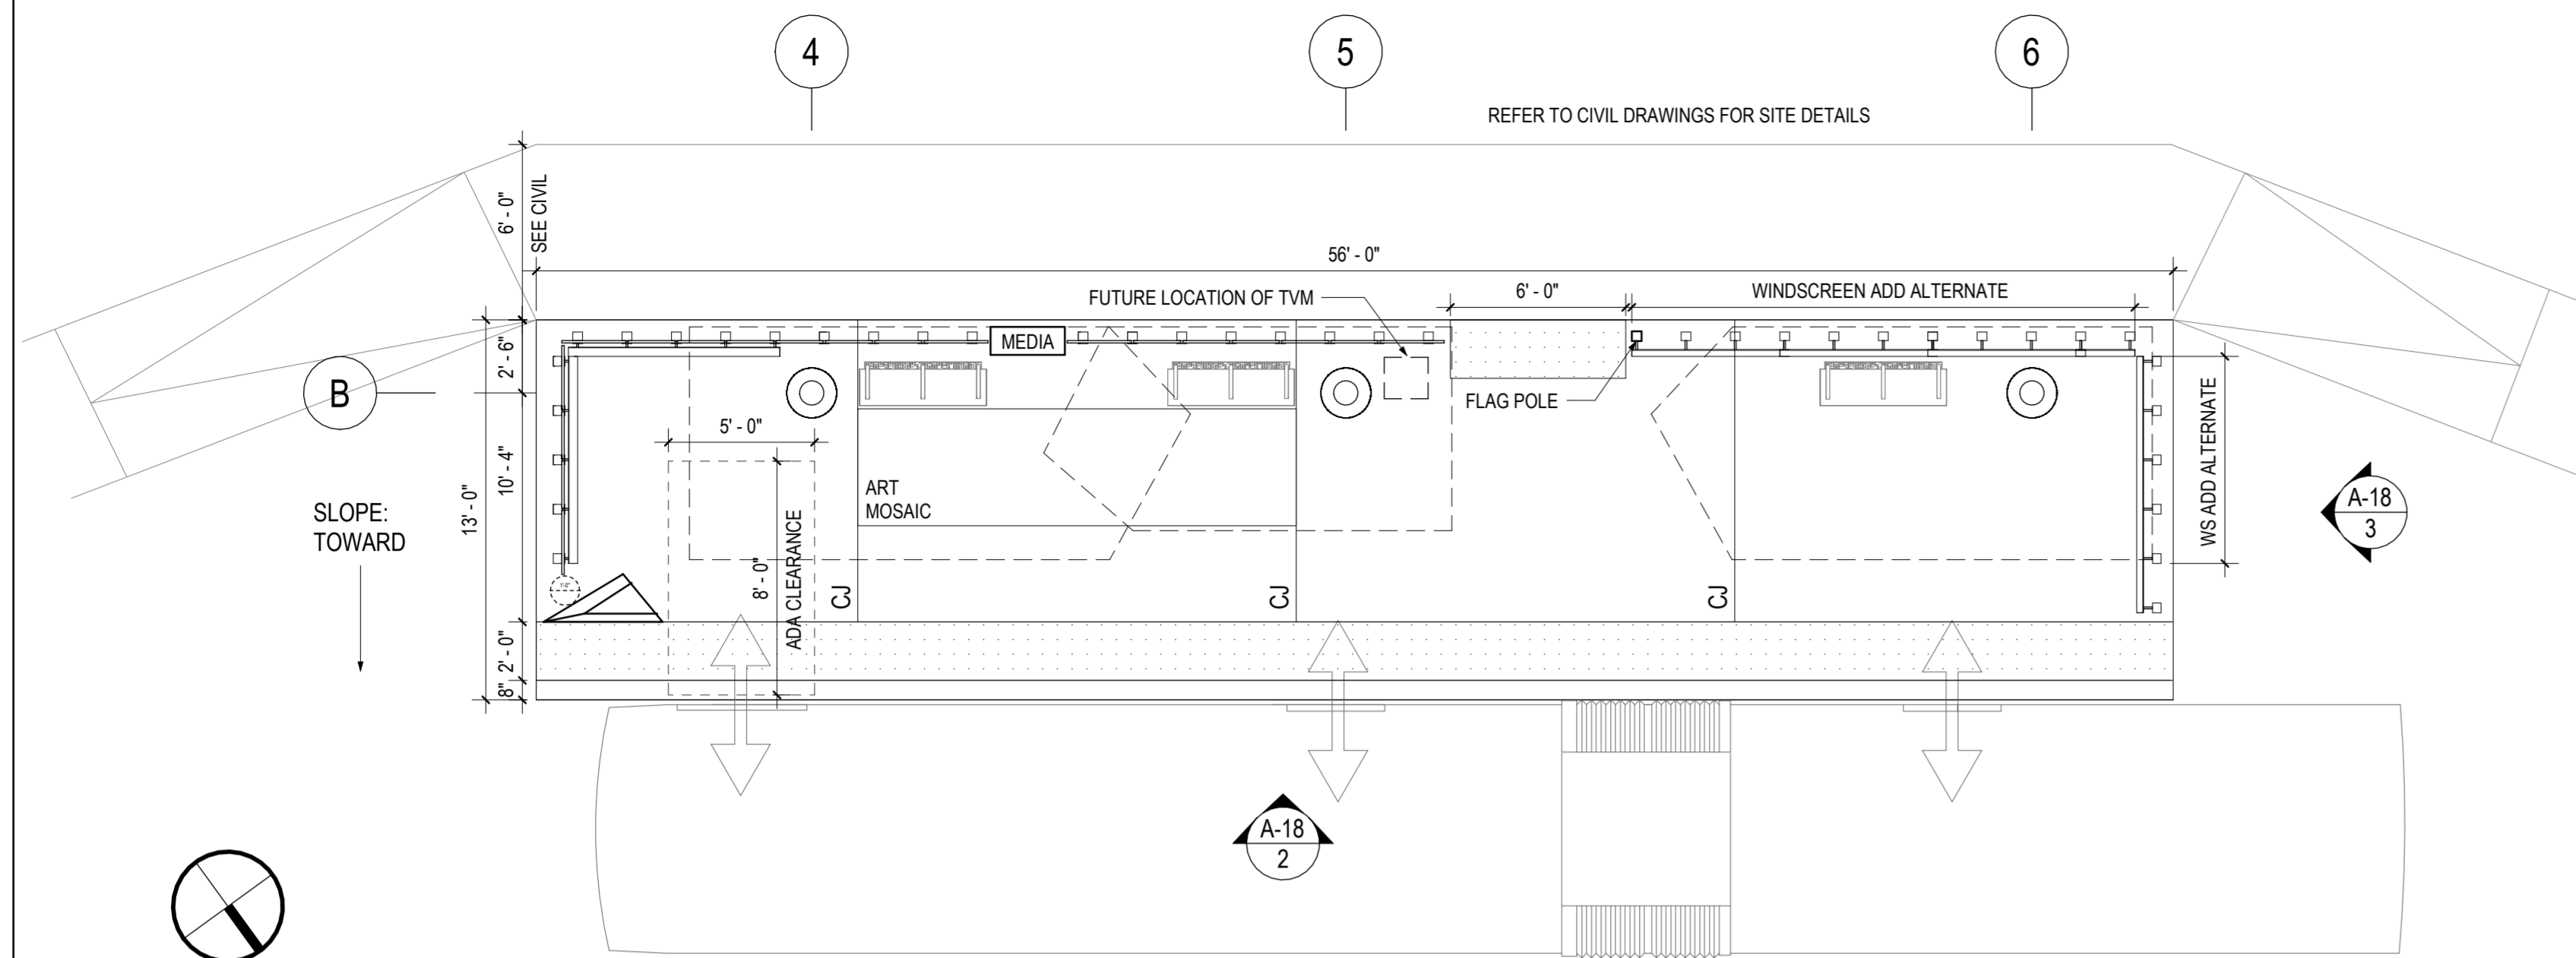 4
5
6
REFER TO CIVIL DRAWINGS FOR SITE DETAILS
6' - 0"
SEE CIVIL
56' - 0"
FUTURE LOCATION OF TVM
6' - 0"
WINDSCREEN ADD ALTERNATE
MEDIA
2' - 6"
B
FLAG POLE
5' - 0"
WS ADD ALTERNATE
10' - 4"
13' - 0"
ART
MOSAIC
SLOPE:
TOWARD
8' - 0"
ADA CLEARANCE
A-18
3
1'-0"
CJ
CJ
CJ
2' - 0"
8"
A-18
2